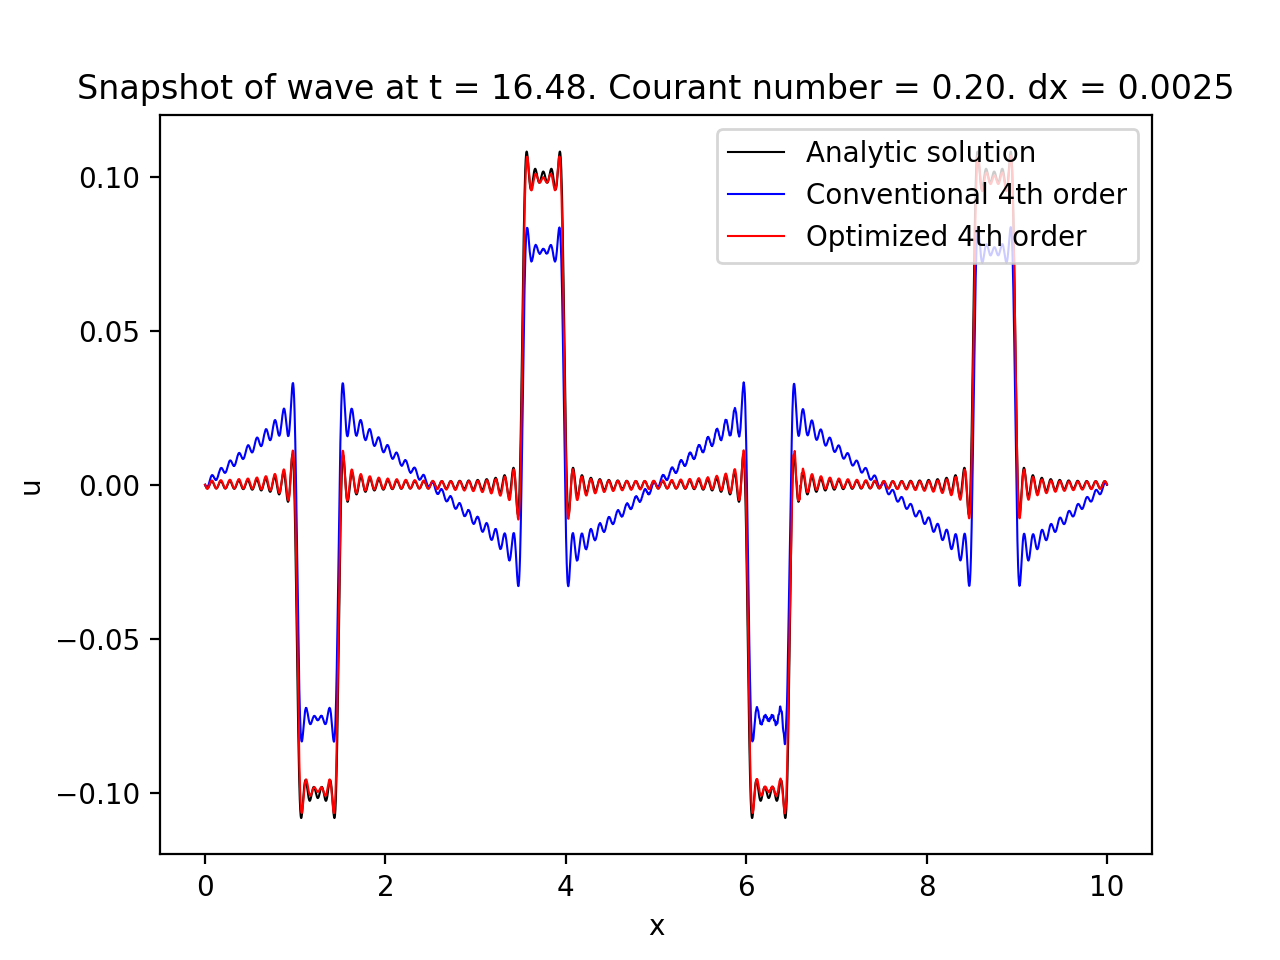 Snapshot of wave at t = 16.48. Courant number = 0.20. dx = 0.0025
Analytic solution
Conventional 4th order
Optimized 4th order
0.10
0.05
0.00
−0.05
−0.10
u
0 2 4 6 8 10
x